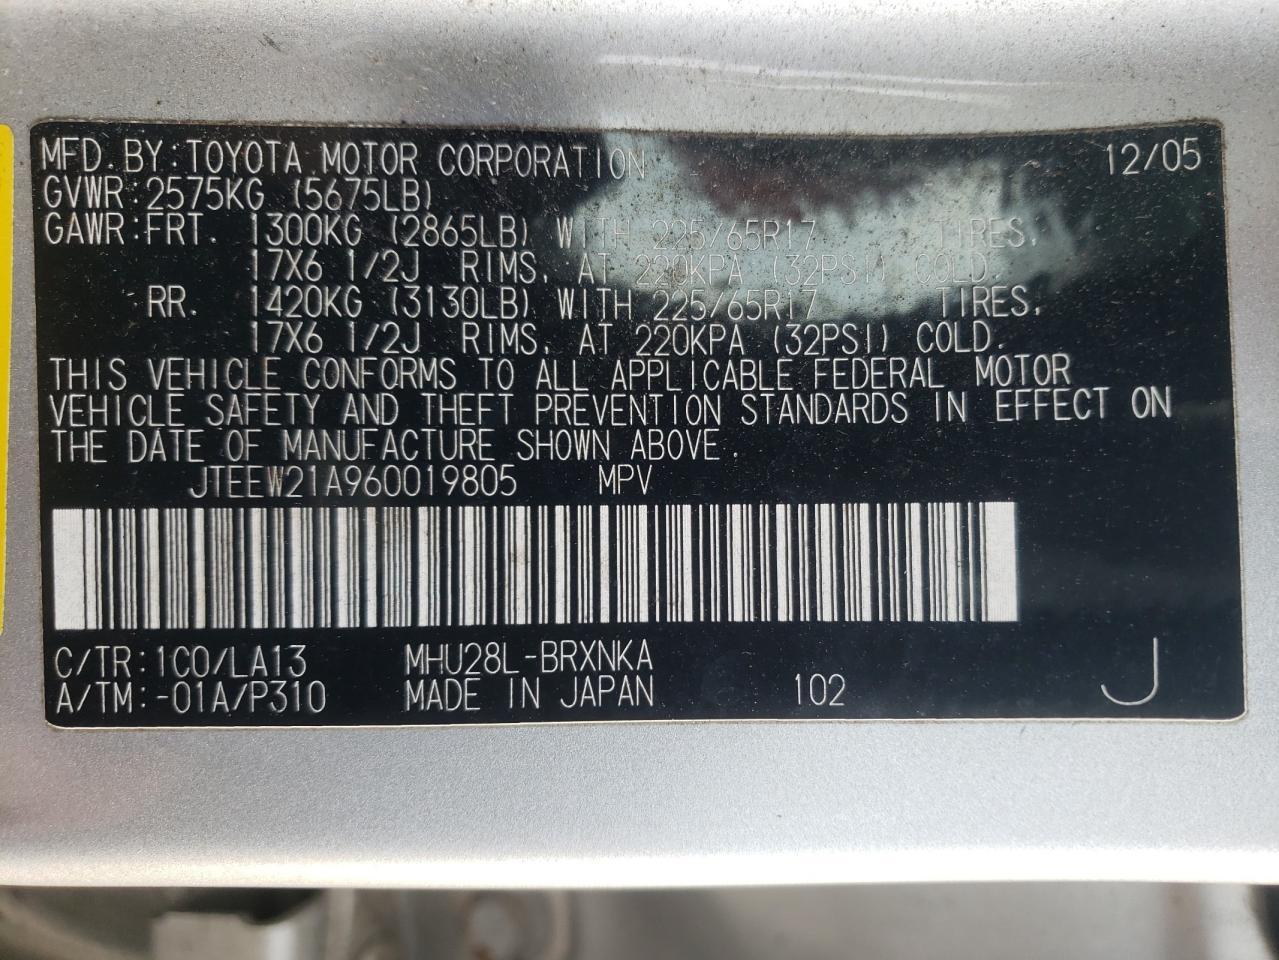 MFD. BY:TOYOTA MOTOR CORPORATION 12/05
GVWR:2575KG (5675LB)
GAWR:FRT. 1300KG (2865LB) WITH 225/65R17 TIRES,
17X6 1/2J RIMS, AT 220KPA (32PSI) COLD.
RR. 1420KG (3130LB) WITH 225/65R17 TIRES,
17X6 1/2J RIMS, AT 220KPA (32PSI) COLD.
THIS VEHICLE CONFORMS TO ALL APPLICABLE FEDERAL MOTOR
VEHICLE SAFETY AND THEFT PREVENTION STANDARDS IN EFFECT ON
THE DATE OF MANUFACTURE SHOWN ABOVE.
JTEEW21A960019805 MPV
C/TR:1C0/LA13 MHU28L-BRXNKA
A/TM:-01A/P310 MADE IN JAPAN 102 J